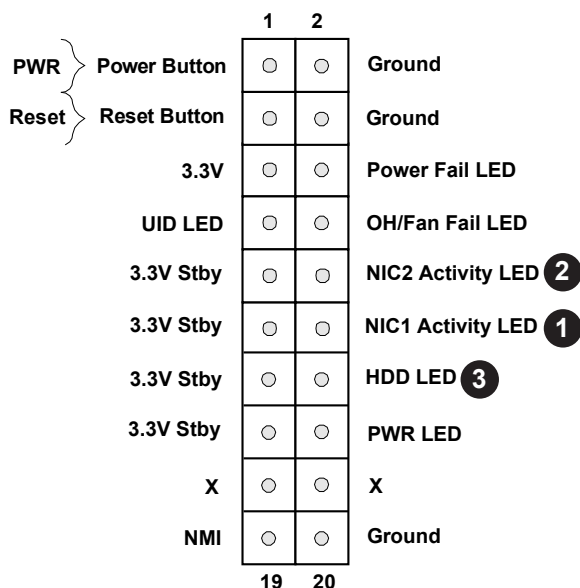 1 2
PWR Power Button Ground
Reset Reset Button Ground
3.3V Power Fail LED
UID LED OH/Fan Fail LED
3.3V Stby NIC2 Activity LED 2
3.3V Stby NIC1 Activity LED 1
3.3V Stby HDD LED 3
3.3V Stby PWR LED
X X
NMI Ground
19 20